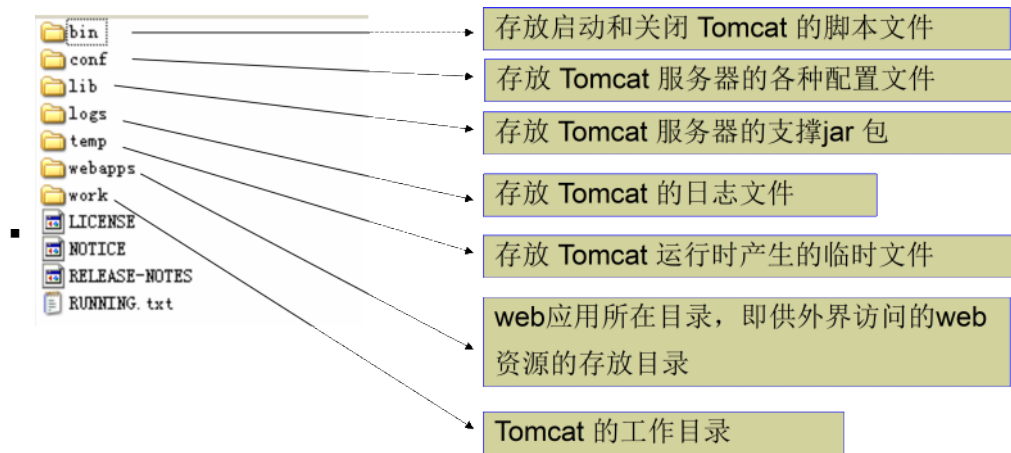 bin
conf
lib
logs
temp
webapps
work
LICENSE
NOTICE
RELEASE-NOTES
RUNNING.txt
存放启动和关闭 Tomcat 的脚本文件
存放 Tomcat 服务器的各种配置文件
存放 Tomcat 服务器的支撑jar 包
存放 Tomcat 的日志文件
存放 Tomcat 运行时产生的临时文件
web应用所在目录，即供外界访问的web
资源的存放目录
Tomcat 的工作目录